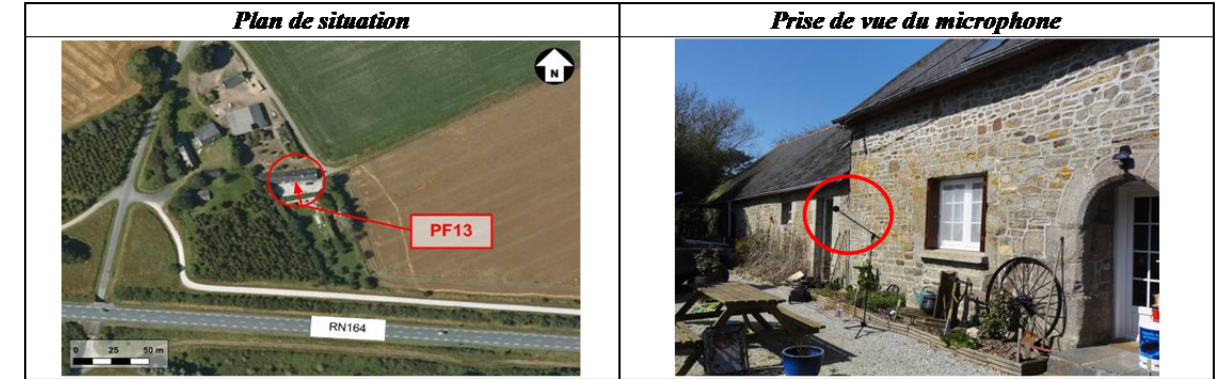 Plan de situation
Prise de vue du microphone
N
PF13
RN164
0 25 50 m